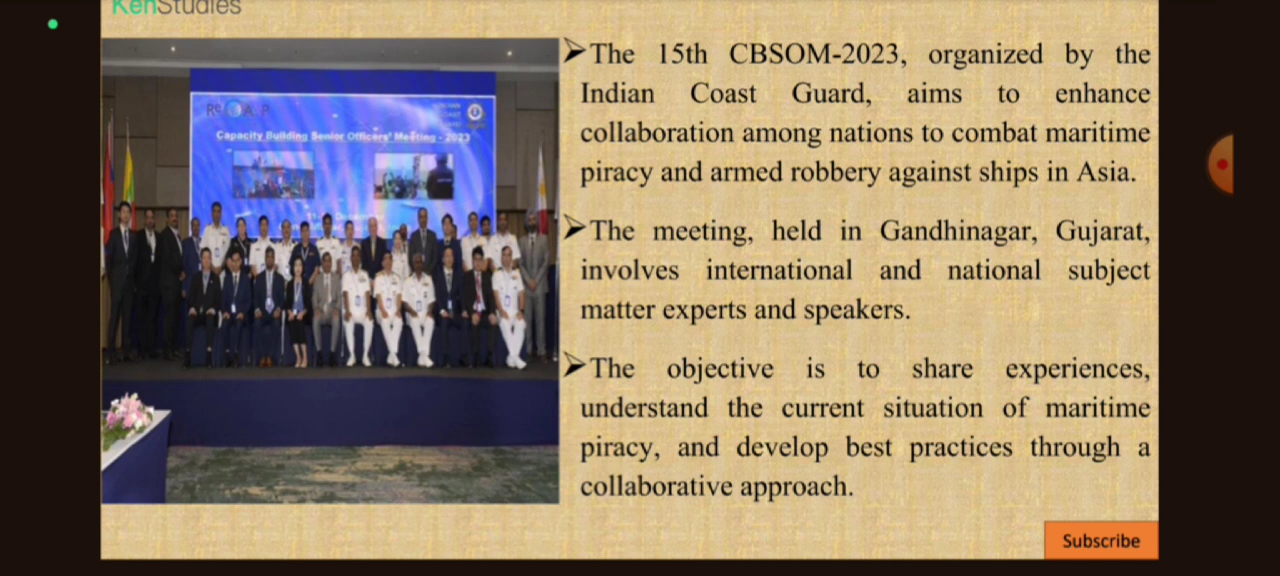 KenStudies
Capacity Building Senior Officers' Meeting - 2023
➢The 15th CBSOM-2023, organized by the
Indian Coast Guard, aims to enhance
collaboration among nations to combat maritime
piracy and armed robbery against ships in Asia.
➢The meeting, held in Gandhinagar, Gujarat,
involves international and national subject
matter experts and speakers.
➢The objective is to share experiences,
understand the current situation of maritime
piracy, and develop best practices through a
collaborative approach.
Subscribe